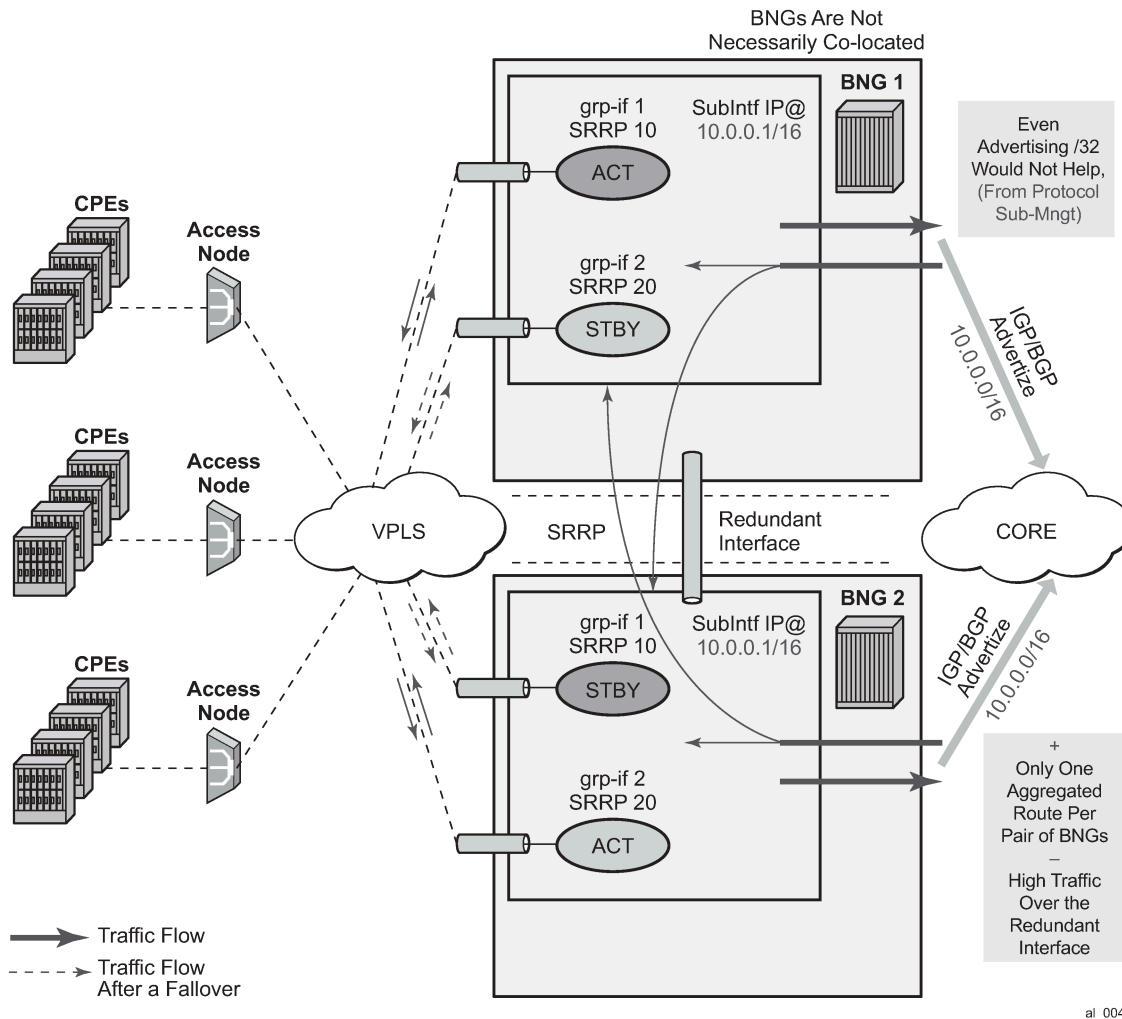 BNGs Are Not
Necessarily Co-located
BNG 1
grp-if 1
SRRP 10
SubIntf IP@
10.0.0.1/16
ACT
grp-if 2
SRRP 20
STBY
Even
Advertising /32
Would Not Help,
(From Protocol
Sub-Mngt)
CPEs
Access
Node
IGP/BGP
Advertize
10.0.0.0/16
CPEs
Access
Node
VPLS
SRRP
Redundant
Interface
CORE
BNG 2
grp-if 1
SRRP 10
SubIntf IP@
10.0.0.1/16
STBY
grp-if 2
SRRP 20
ACT
IGP/BGP
Advertize
10.0.0.0/16
CPEs
Access
Node
+
Only One
Aggregated
Route Per
Pair of BNGs
–
High Traffic
Over the
Redundant
Interface
Traffic Flow
Traffic Flow
After a Fallover
al_004